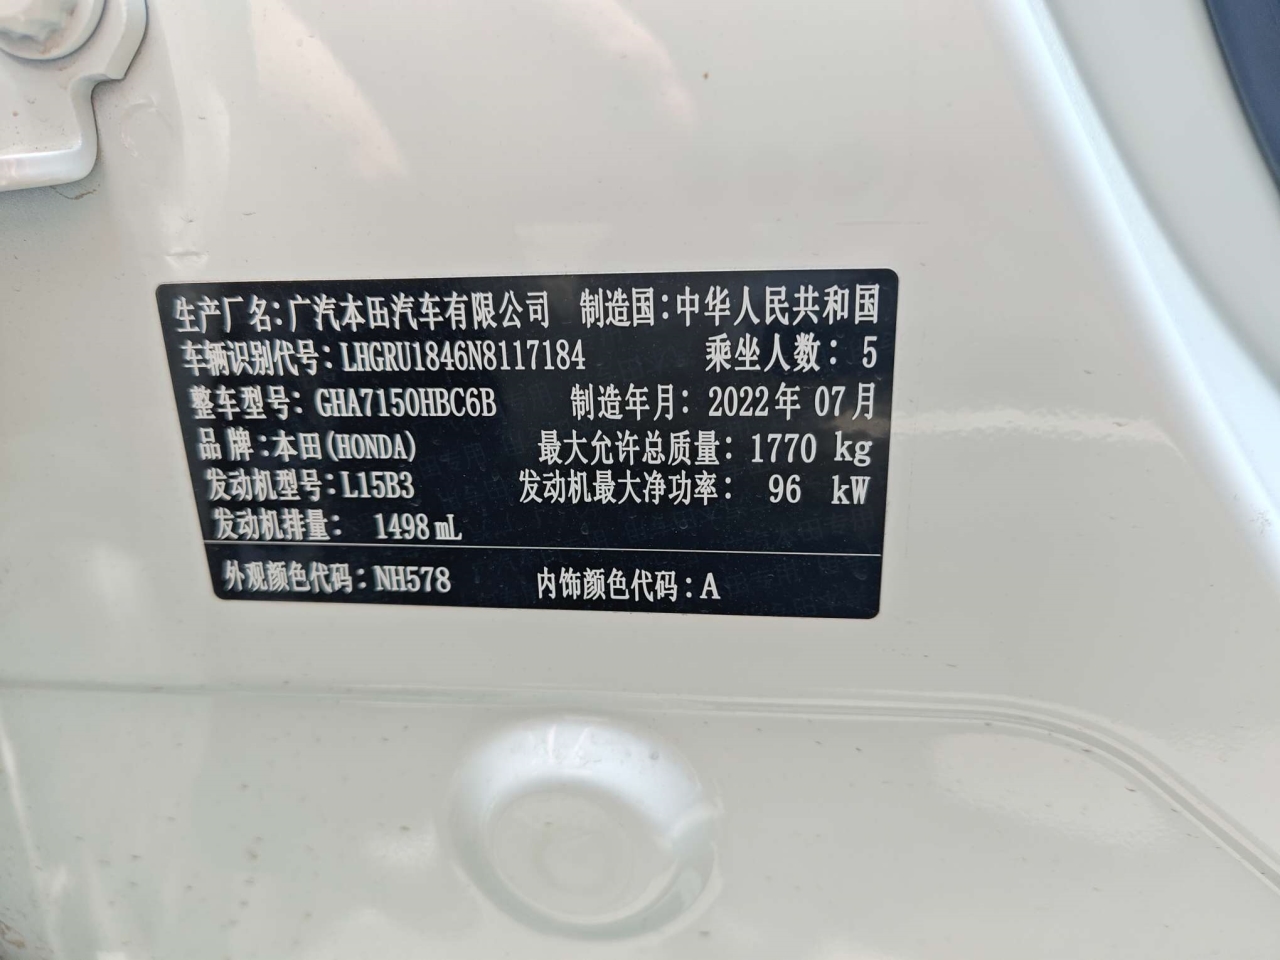 生产厂名:广汽本田汽车有限公司 制造国:中华人民共和国
车辆识别代号:LHGRU1846N8117184 乘坐人数: 5
整车型号:GHA7150HBC6B 制造年月: 2022年07月
品牌:本田(HONDA) 最大允许总质量: 1770 kg
发动机型号:L15B3 发动机最大净功率: 96 kW
发动机排量: 1498 mL
外观颜色代码:NH578 内饰颜色代码:A